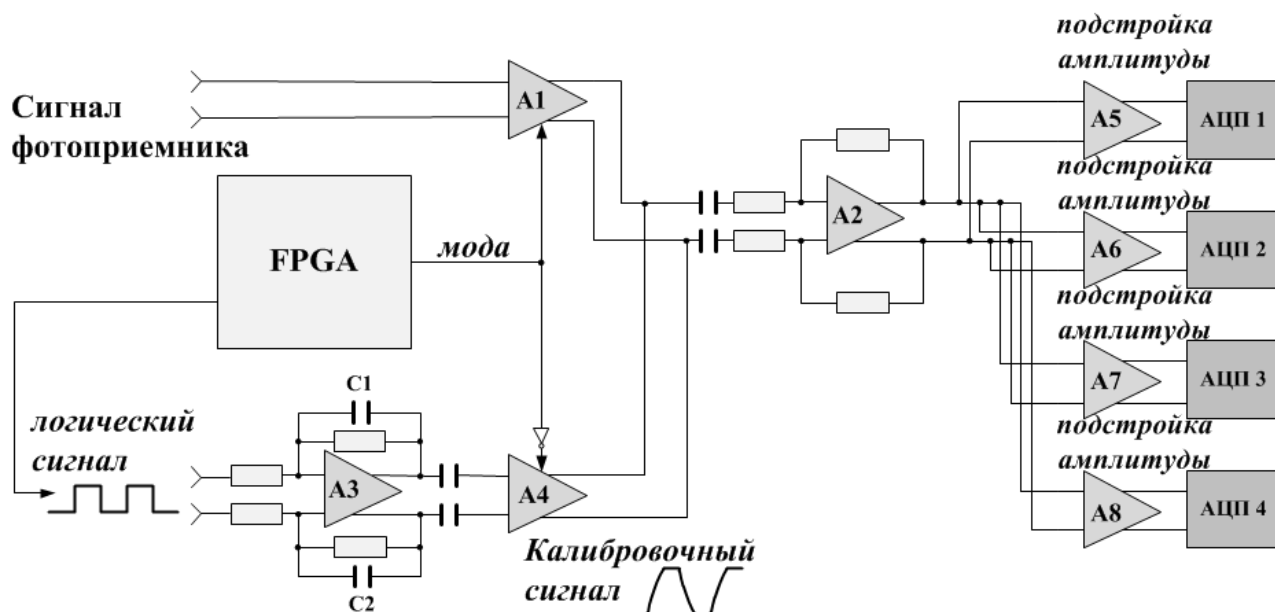 подстройка
амплитуды
Сигнал
фотоприемника
A1
A5
АЦП 1
подстройка
амплитуды
A2
A6
АЦП 2
FPGA
мода
подстройка
амплитуды
A7
АЦП 3
C1
логический
сигнал
подстройка
амплитуды
A3
A4
A8
АЦП 4
C2
Калибровочный
сигнал